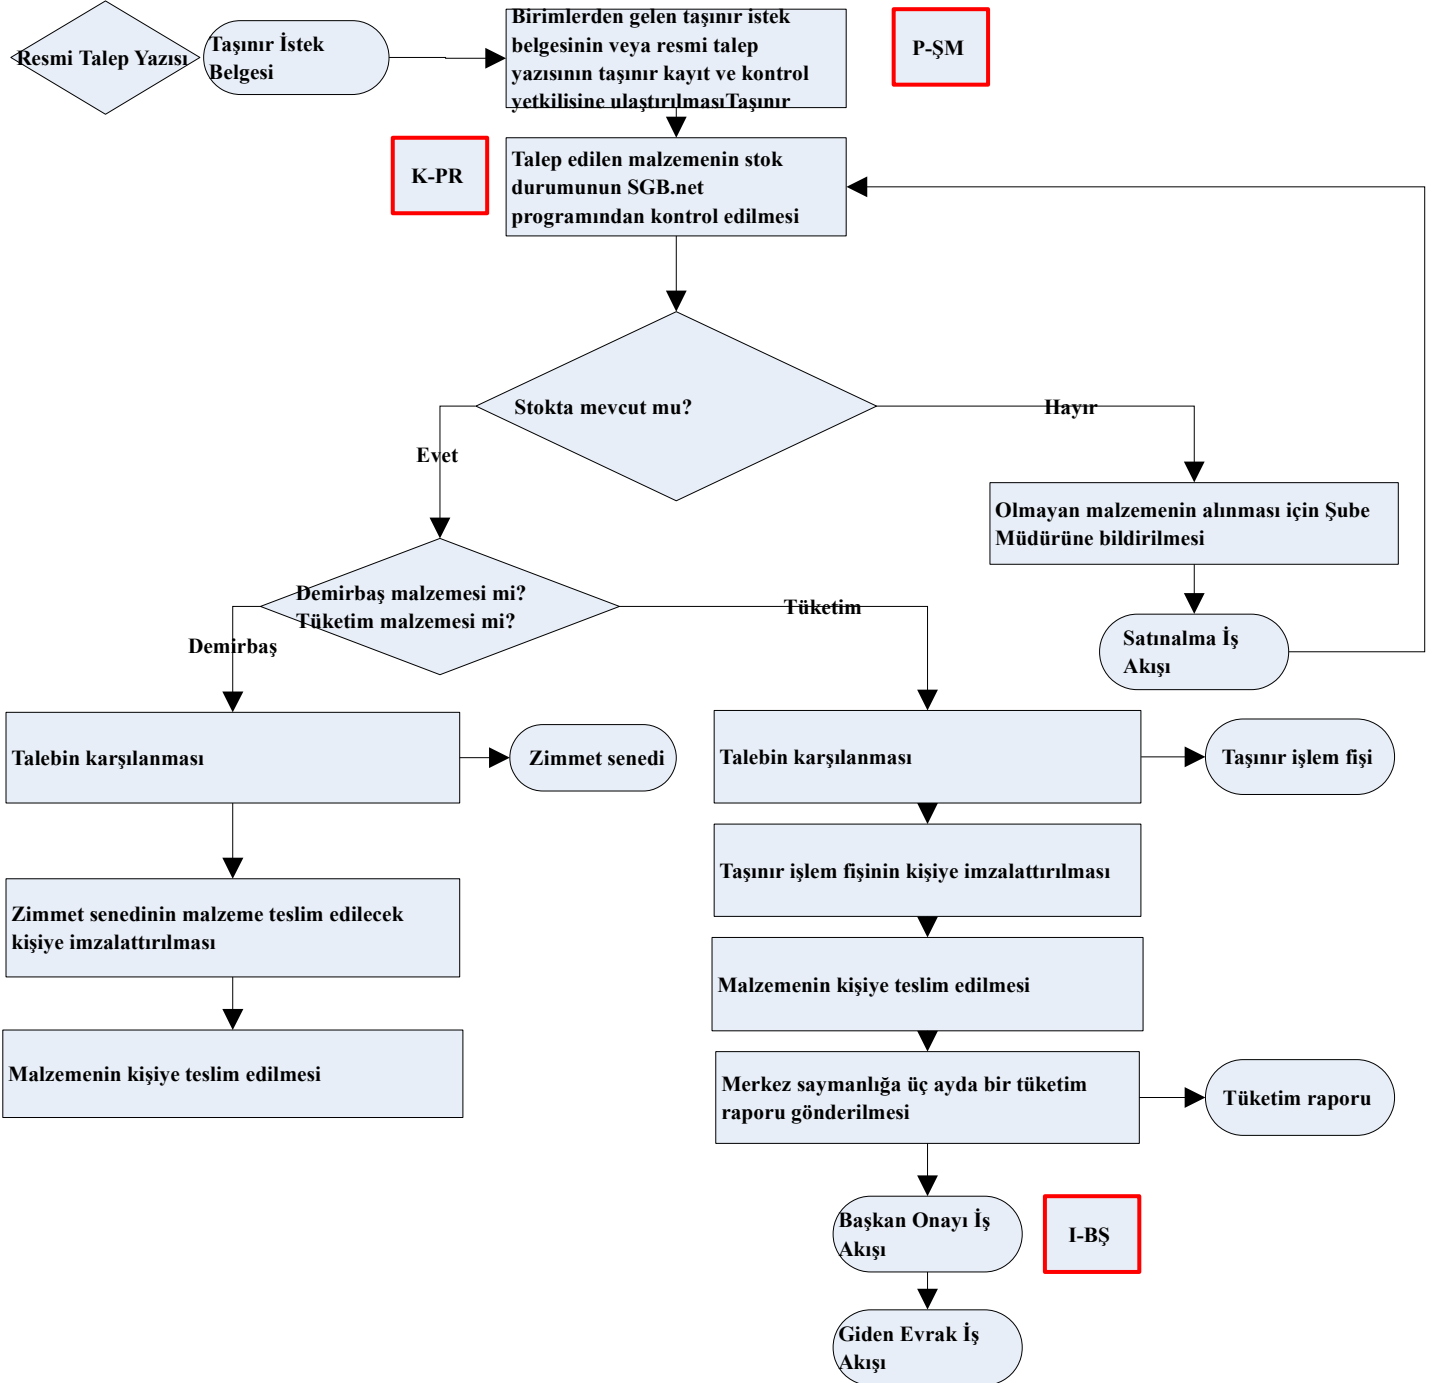 Resmi Talep Yazısı
Taşınır İstek
Belgesi
Birimlerden gelen taşınır istek
belgesinin veya resmi talep
yazısının taşınır kayıt ve kontrol
yetkilisine ulaştırılmasıTaşınır
P-ŞM
K-PR
Talep edilen malzemenin stok
durumunun SGB.net
programından kontrol edilmesi
Stokta mevcut mu?
Hayır
Evet
Olmayan malzemenin alınması için Şube
Müdürüne bildirilmesi
Demirbaş malzemesi mi?
Tüketim malzemesi mi?
Tüketim
Demirbaş
Satınalma İş
Akışı
Talebin karşılanması
Zimmet senedi
Talebin karşılanması
Taşınır işlem fişi
Taşınır işlem fişinin kişiye imzalattırılması
Zimmet senedinin malzeme teslim edilecek
kişiye imzalattırılması
Malzemenin kişiye teslim edilmesi
Malzemenin kişiye teslim edilmesi
Merkez saymanlığa üç ayda bir tüketim
raporu gönderilmesi
Tüketim raporu
Başkan Onayı İş
Akışı
I-BŞ
Giden Evrak İş
Akışı